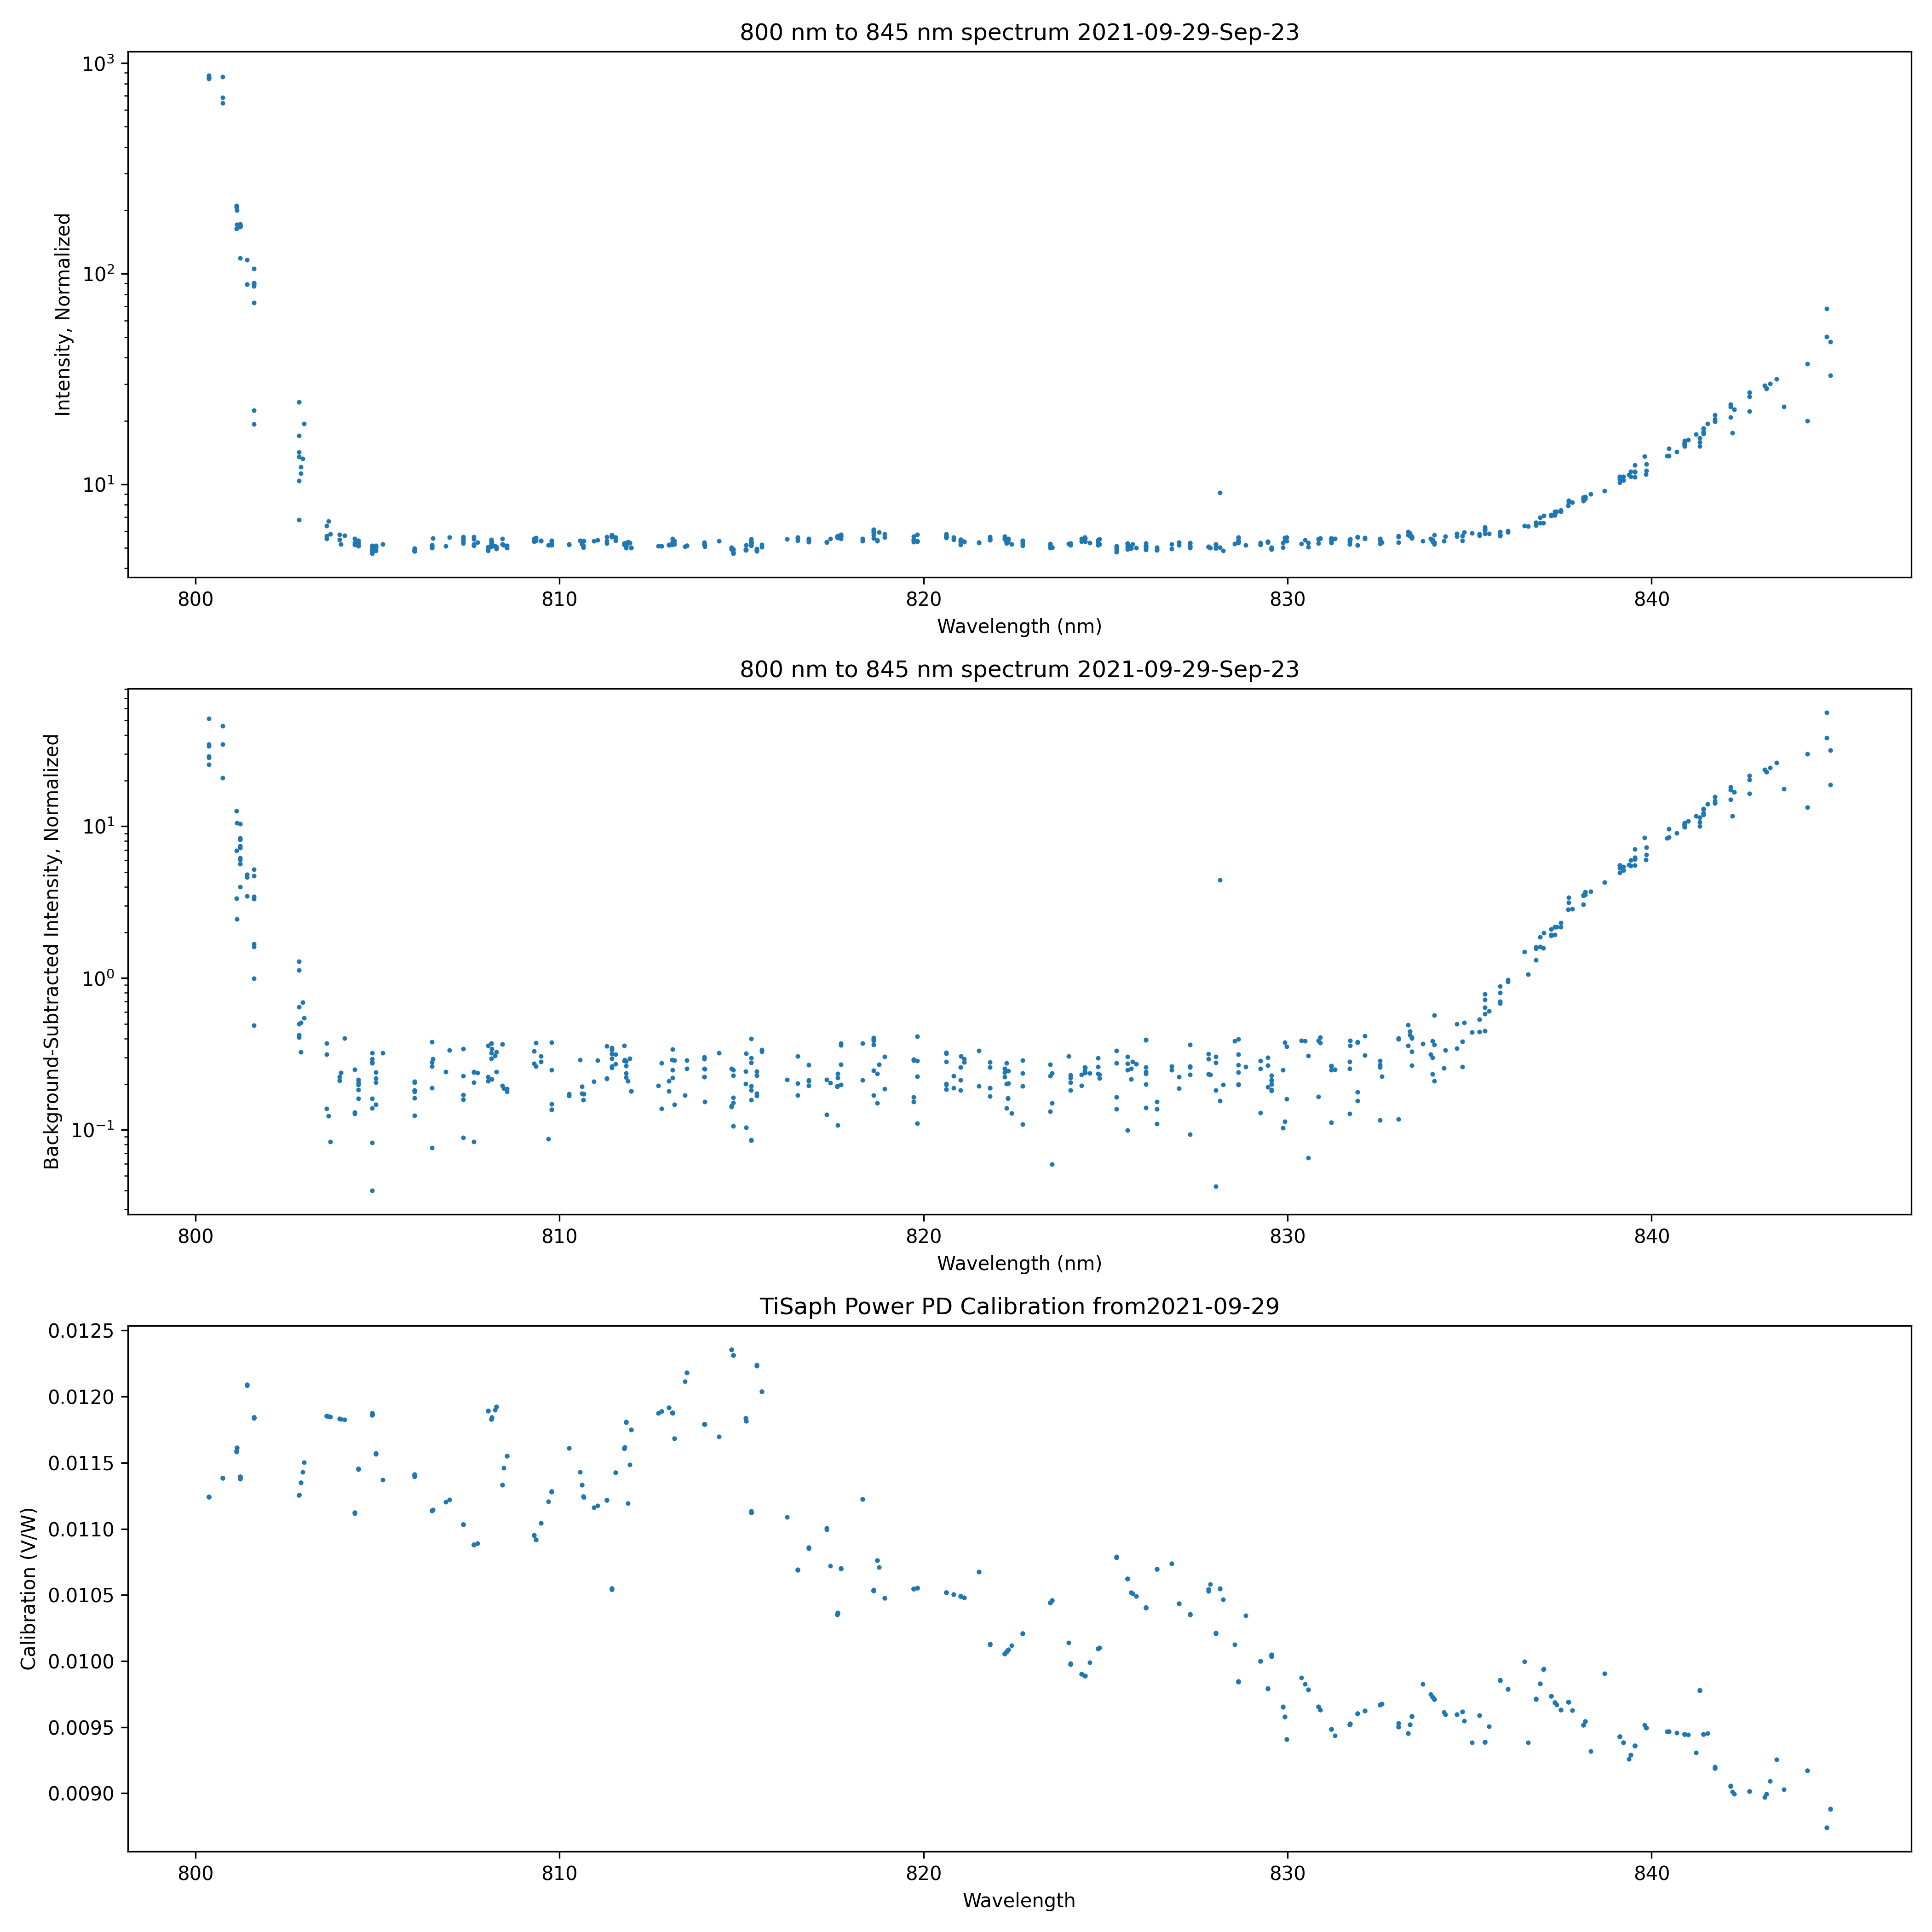 800 nm to 845 nm spectrum 2021-09-29-Sep-23
Intensity, Normalized
10³
10²
10¹
800 810 820 830 840
Wavelength (nm)
800 nm to 845 nm spectrum 2021-09-29-Sep-23
Background-Subtracted Intensity, Normalized
10¹
10⁰
10⁻¹
800 810 820 830 840
Wavelength (nm)
TiSaph Power PD Calibration from2021-09-29
Calibration (V/W)
0.0125
0.0120
0.0115
0.0110
0.0105
0.0100
0.0095
0.0090
800 810 820 830 840
Wavelength